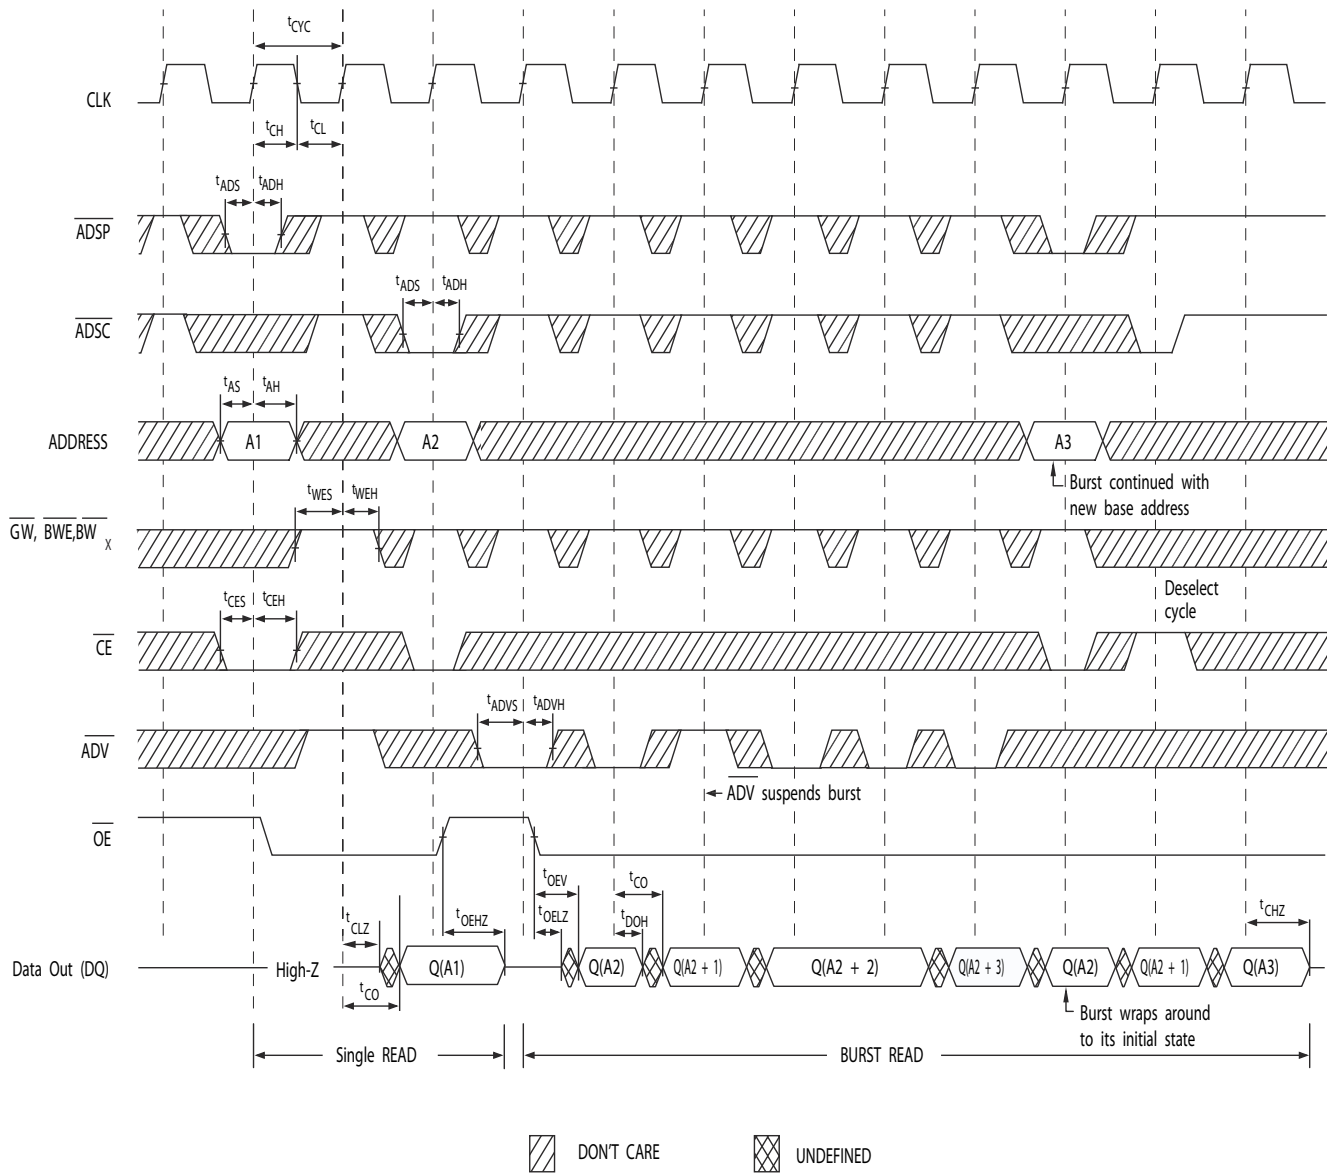 tCYC
CLK
tCH tCL
tADS tADH
ADSP
tADS tADH
ADSC
tAS tAH
ADDRESS A1 A2 A3
Burst continued with
new base address
tWES tWEH
GW, BWE,BW X
Deselect
cycle
tCES tCEH
CE
tADVS tADVH
ADV
ADV suspends burst
OE
tOEV tCO
tCLZ tOEHZ tOELZ tDOH tCHZ
Data Out (DQ) High-Z Q(A1) Q(A2) Q(A2 + 1) Q(A2 + 2) Q(A2 + 3) Q(A2) Q(A2 + 1) Q(A3)
tCO
Burst wraps around
to its initial state
Single READ BURST READ
DON'T CARE UNDEFINED